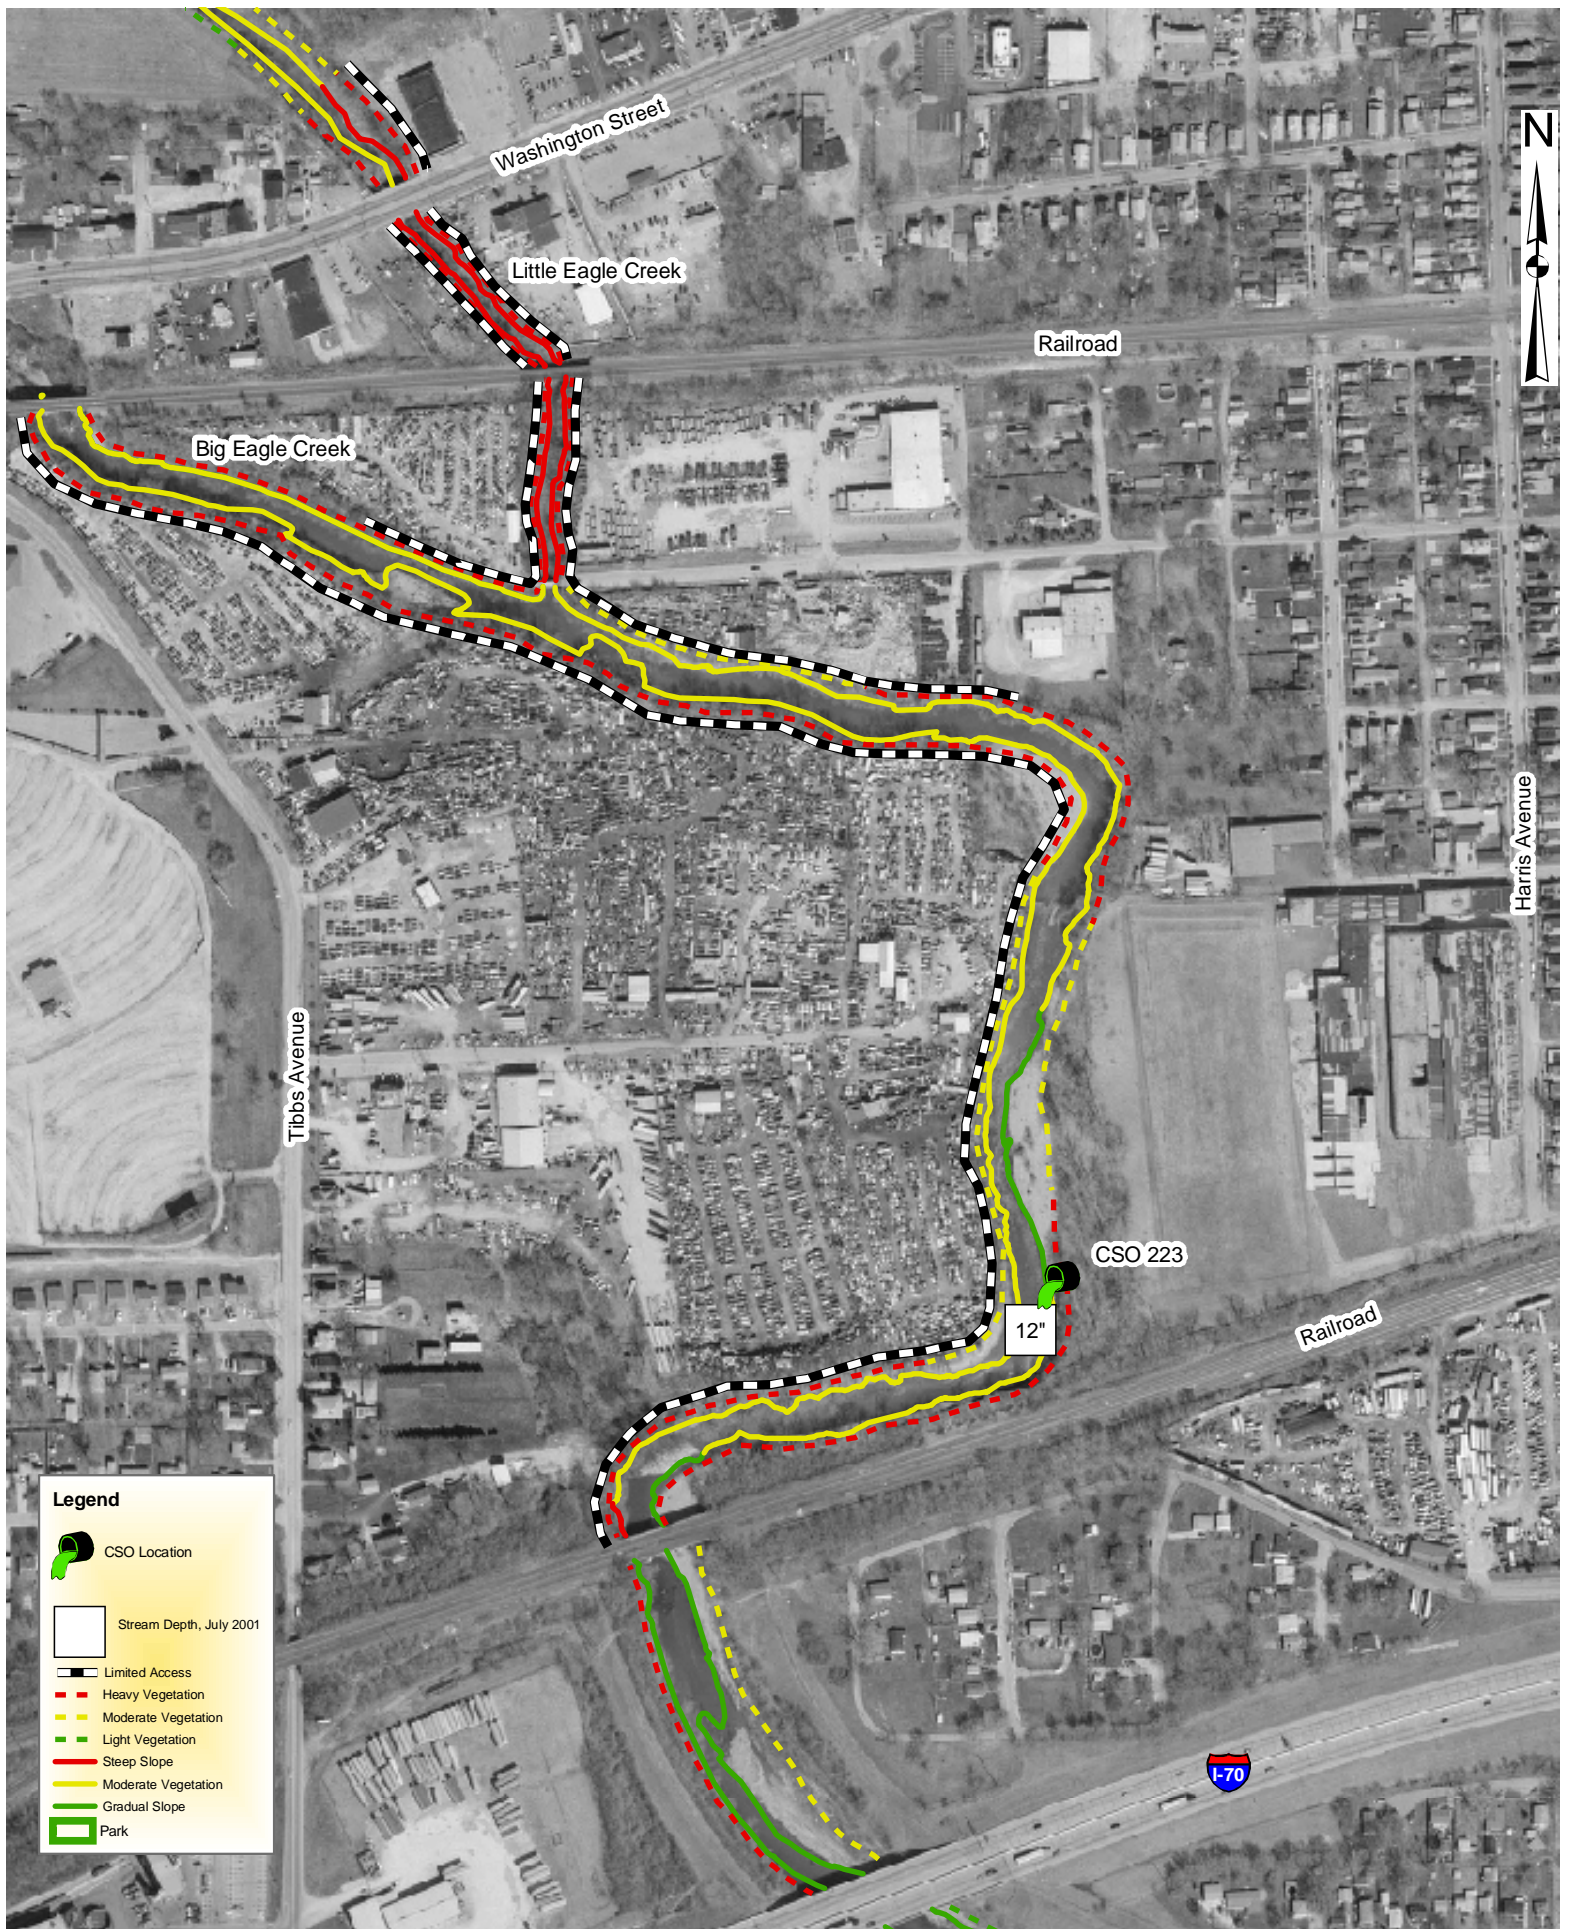 N
Washington Street
Little Eagle Creek
Railroad
Big Eagle Creek
Harris Avenue
Tibbs Avenue
CSO 223
12"
Railroad
Legend
CSO Location
Stream Depth, July 2001
Limited Access
Heavy Vegetation
Moderate Vegetation
Light Vegetation
Steep Slope
Moderate Vegetation
Gradual Slope
Park
I-70